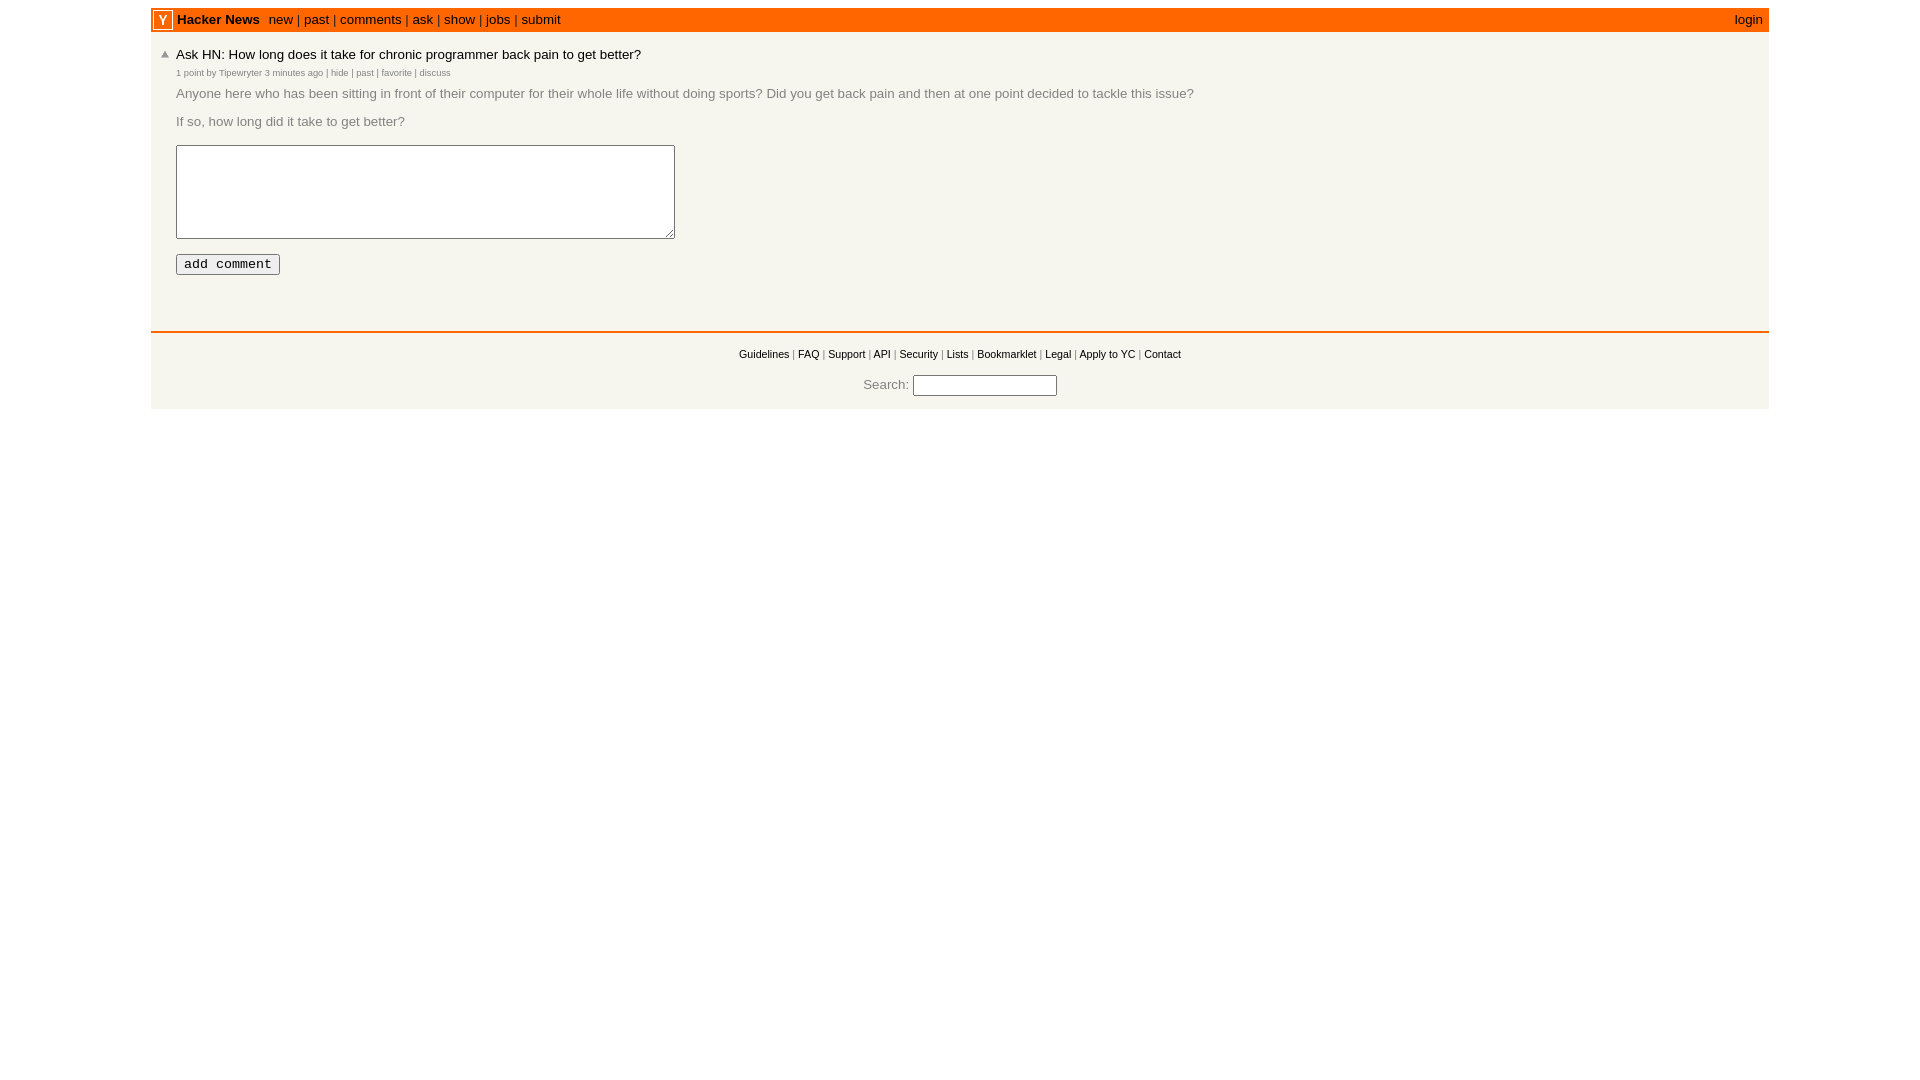 Y Hacker News new | past | comments | ask | show | jobs | submit login
Ask HN: How long does it take for chronic programmer back pain to get better?
1 point by Tipewryter 3 minutes ago | hide | past | favorite | discuss
Anyone here who has been sitting in front of their computer for their whole life without doing sports? Did you get back pain and then at one point decided to tackle this issue?
If so, how long did it take to get better?
add comment
Guidelines | FAQ | Support | API | Security | Lists | Bookmarklet | Legal | Apply to YC | Contact
Search: